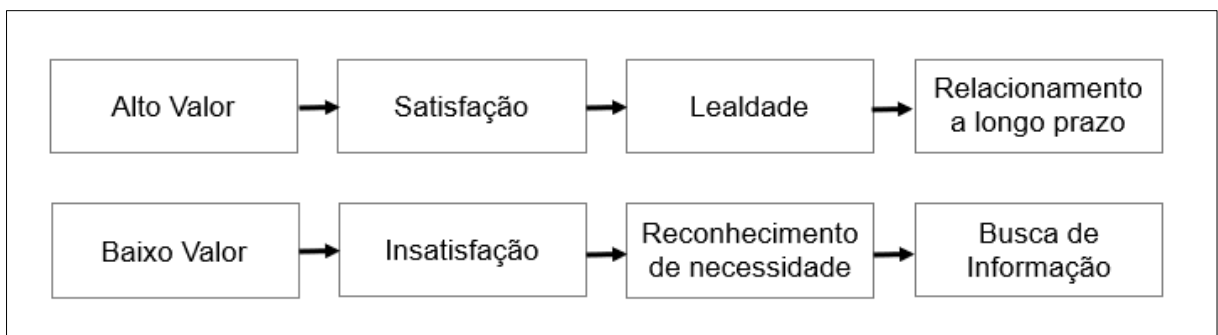 Alto Valor
Satisfação
Lealdade
Relacionamento
a longo prazo
Baixo Valor
Insatisfação
Reconhecimento
de necessidade
Busca de
Informação